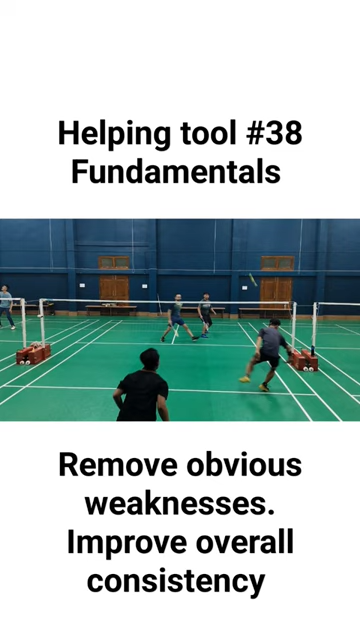 Helping tool #38
Fundamentals
Remove obvious
weaknesses.
Improve overall
consistency